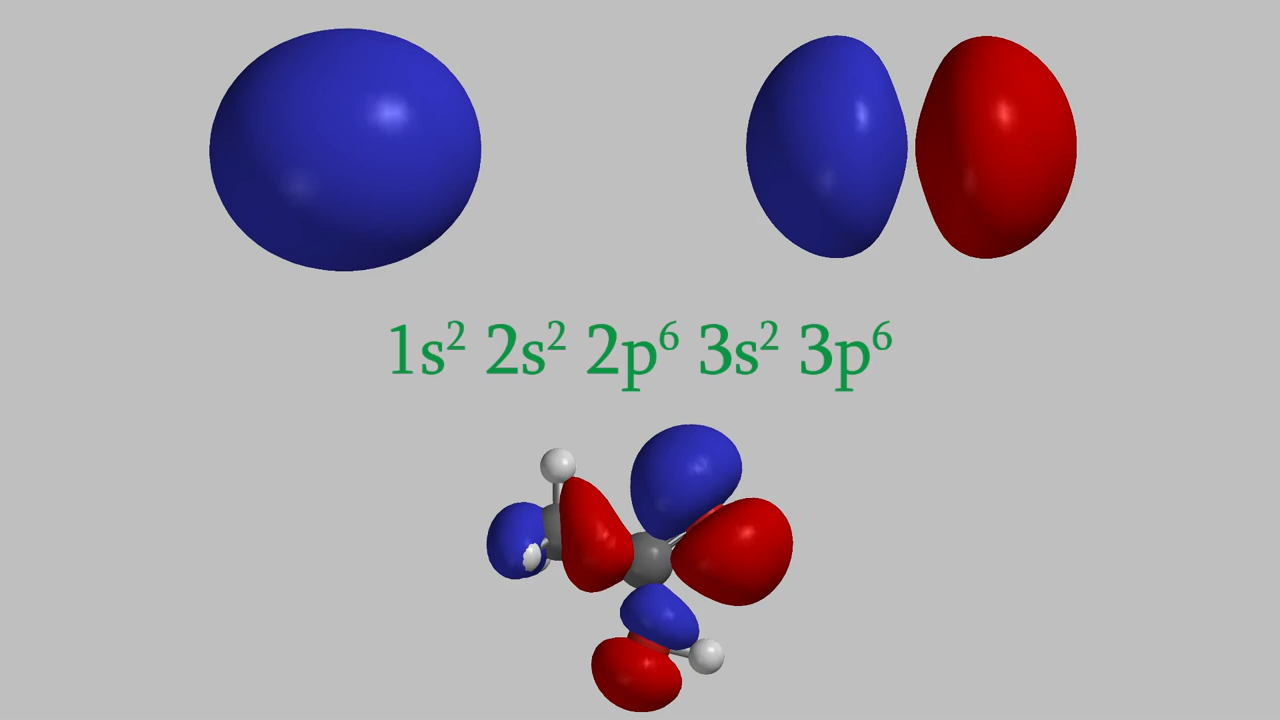 1s² 2s² 2p⁶ 3s² 3p⁶